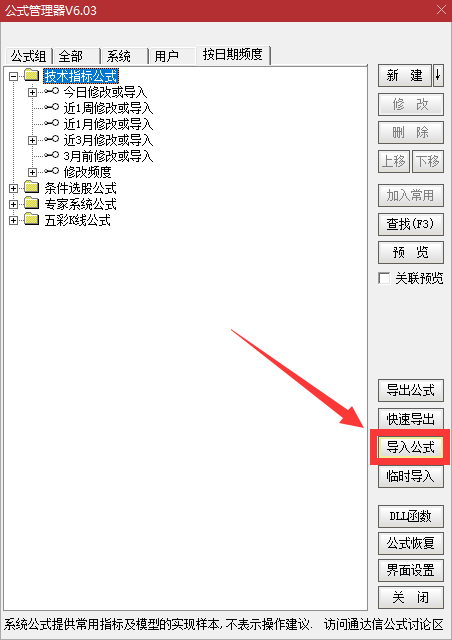 公式管理器V6.03
公式组 全部 系统 用户 按日期频度
技术指标公式
今日修改或导入
近1周修改或导入
近1月修改或导入
近3月修改或导入
3月前修改或导入
修改频度
条件选股公式
专家系统公式
五彩K线公式
新 建 ↓
修 改
删 除
上移 下移
加入常用
查找(F3)
预 览
关联预览
导出公式
快速导出
导入公式
临时导入
DLL函数
公式恢复
界面设置
关 闭
系统公式提供常用指标及模型的实现样本,不表示操作建议. 访问通达信公式讨论区